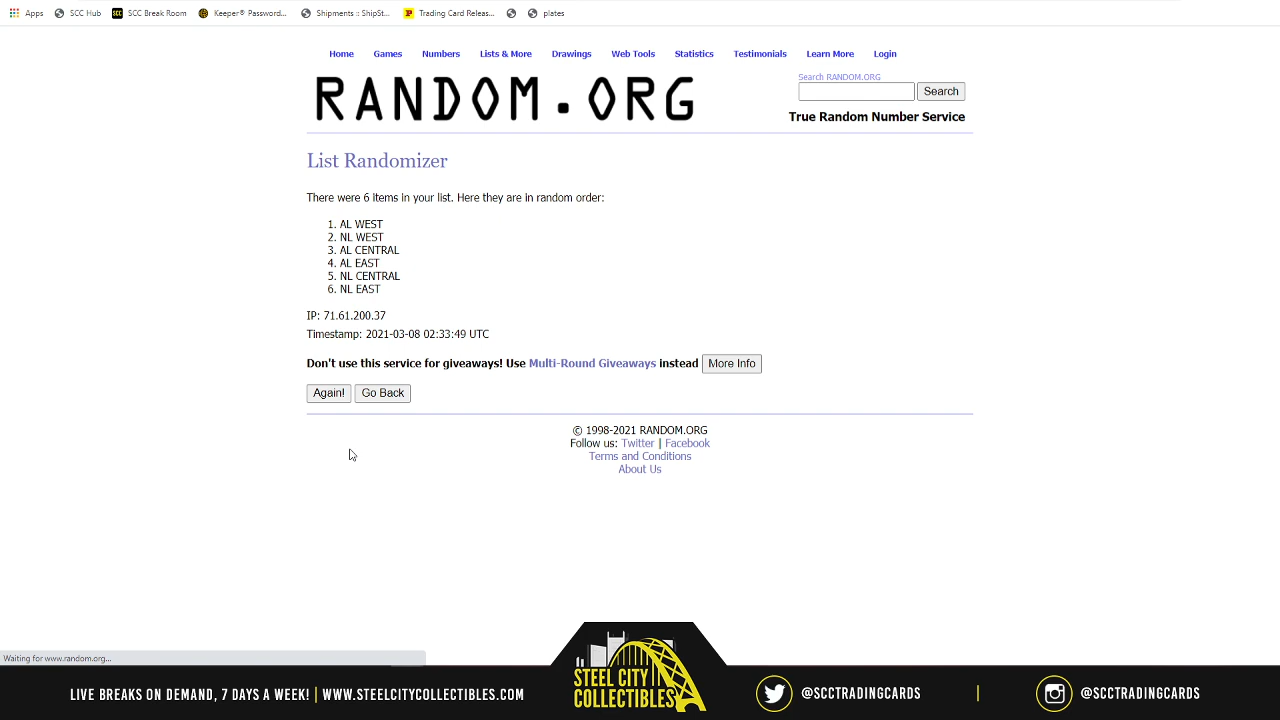 Apps SCC Hub SCC Break Room Keeper® Password... Shipments :: ShipSt... Trading Card Releas... plates
Home Games Numbers Lists & More Drawings Web Tools Statistics Testimonials Learn More Login
RANDOM.ORG
Search RANDOM.ORG
Search
True Random Number Service
List Randomizer
There were 6 items in your list. Here they are in random order:
1. AL WEST
2. NL WEST
3. AL CENTRAL
4. AL EAST
5. NL CENTRAL
6. NL EAST
IP: 71.61.200.37
Timestamp: 2021-03-08 02:33:49 UTC
Don't use this service for giveaways! Use Multi-Round Giveaways instead More Info
Again! Go Back
© 1998-2021 RANDOM.ORG
Follow us: Twitter | Facebook
Terms and Conditions
About Us
Waiting for www.random.org...
LIVE BREAKS ON DEMAND, 7 DAYS A WEEK! | WWW.STEELCITYCOLLECTIBLES.COM
STEEL CITY
COLLECTIBLES
@SCCTRADINGCARDS | @SCCTRADINGCARDS